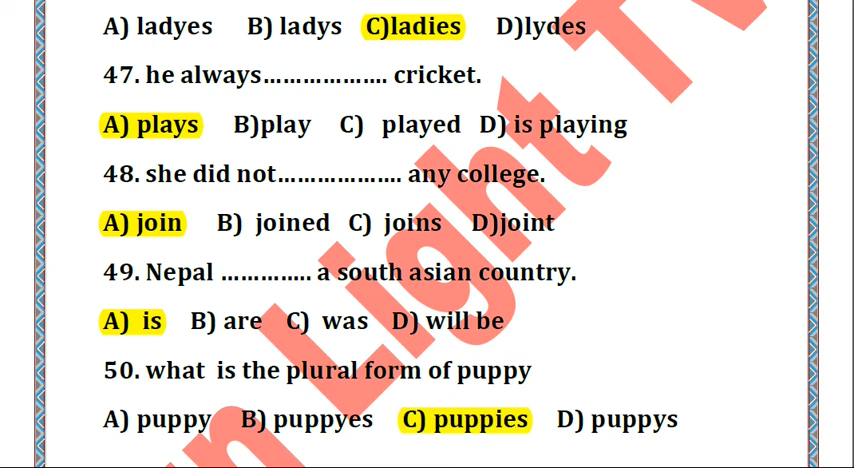 A) ladyes B) ladys C)ladies D)lydes
47. he always.................... cricket.
A) plays B)play C) played D) is playing
48. she did not.................... any college.
A) join B) joined C) joins D)joint
49. Nepal .............. a south asian country.
A) is B) are C) was D) will be
50. what is the plural form of puppy
A) puppy B) puppyes C) puppies D) puppys
Light TV